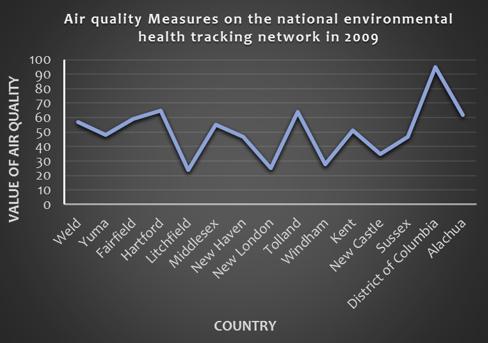 Air quality Measures on the national environmental
health tracking network in 2009
VALUE OF AIR QUALITY
100
90
80
70
60
50
40
30
20
10
0
Weld
Yuma
Fairfield
Hartford
Litchfield
Middlesex
New Haven
New London
Tolland
Windham
Kent
New Castle
Sussex
District of Columbia
Alachua
COUNTRY